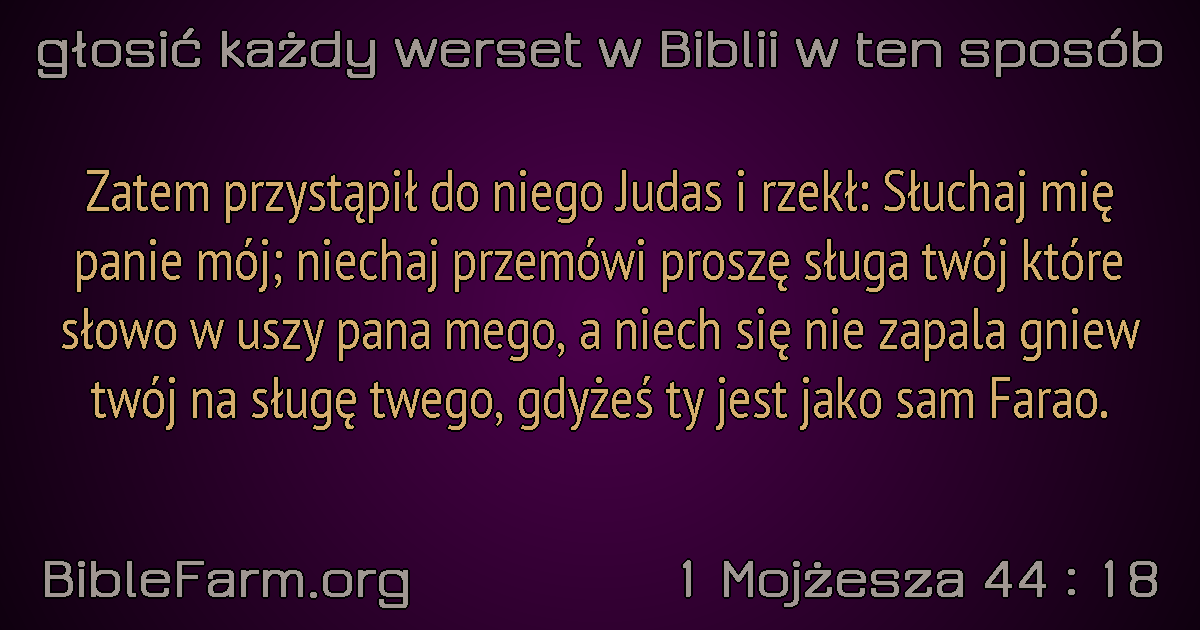 głosić każdy werset w Biblii w ten sposób
Zatem przystąpił do niego Judas i rzekł: Słuchaj mię
panie mój; niechaj przemówi proszę sługa twój które
słowo w uszy pana mego, a niech się nie zapala gniew
twój na sługę twego, gdyżeś ty jest jako sam Farao.
BibleFarm.org
1 Mojżesza 44 : 18